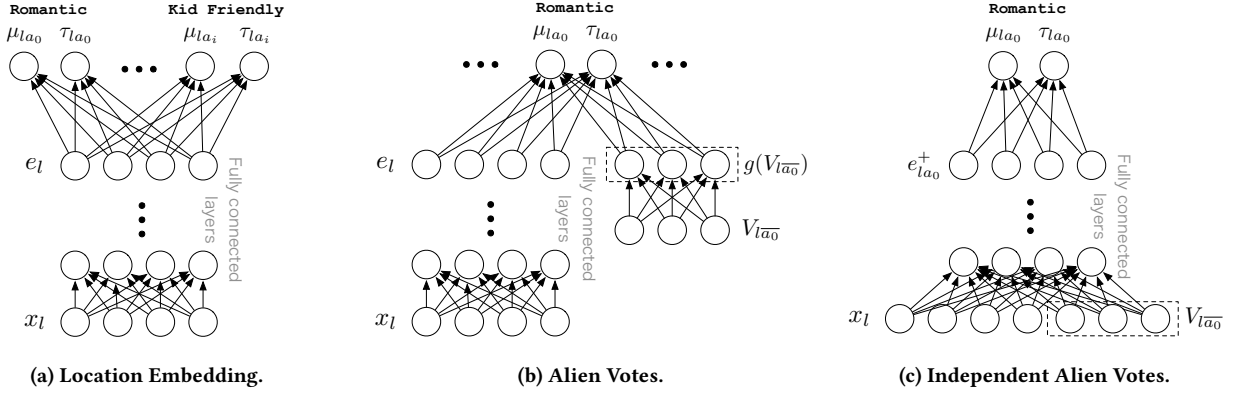 Romantic Kid Friendly
μ_{la_0} τ_{la_0} ••• μ_{la_i} τ_{la_i}
e_l
Fully connected
layers
x_l
(a) Location Embedding.
Romantic
μ_{la_0} τ_{la_0}
e_l
g(V_{l\overline{a_0}})
V_{l\overline{a_0}}
Fully connected
layers
x_l
(b) Alien Votes.
Romantic
μ_{la_0} τ_{la_0}
e^+_{la_0}
Fully connected
layers
x_l
V_{l\overline{a_0}}
(c) Independent Alien Votes.